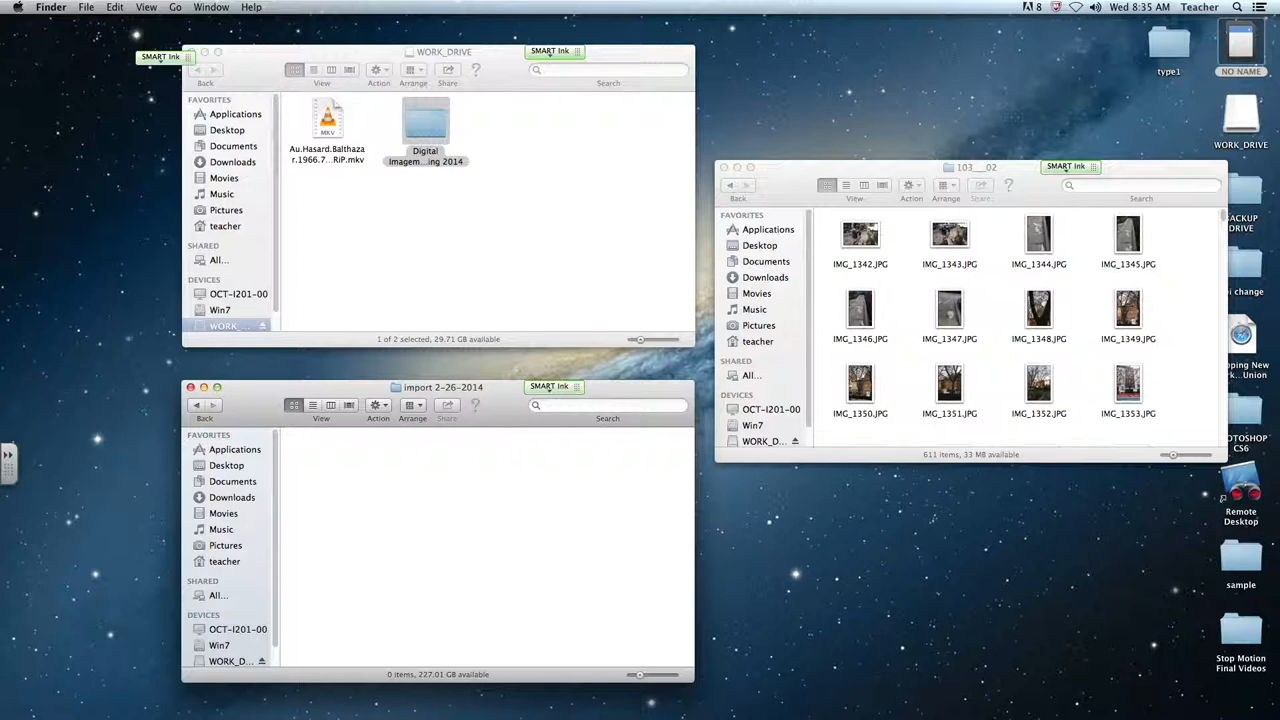 Finder File Edit View Go Window Help 8 Wed 8:35 AM Teacher
SMART Ink
WORK_DRIVE
SMART Ink
Back View Action Arrange Share Search
FAVORITES
Applications
Desktop
Documents
Downloads
Movies
Music
Pictures
teacher
SHARED
All...
DEVICES
OCT-I201-00
Win7
WORK_...
MKV
Au.Hasard.Balthaza
r.1966.7...RiP.mkv
Digital
Imagem...ing 2014
1 of 2 selected, 29.71 GB available
import 2-26-2014
SMART Ink
Back View Action Arrange Share Search
FAVORITES
Applications
Desktop
Documents
Downloads
Movies
Music
Pictures
teacher
SHARED
All...
DEVICES
OCT-I201-00
Win7
WORK_D...
0 items, 227.01 GB available
103___02
SMART Ink
Back View Action Arrange Share Search
FAVORITES
Applications
Desktop
Documents
Downloads
Movies
Music
Pictures
teacher
SHARED
All...
DEVICES
OCT-I201-00
Win7
WORK_D...
IMG_1342.JPG IMG_1343.JPG IMG_1344.JPG IMG_1345.JPG
IMG_1346.JPG IMG_1347.JPG IMG_1348.JPG IMG_1349.JPG
IMG_1350.JPG IMG_1351.JPG IMG_1352.JPG IMG_1353.JPG
611 items, 33 MB available
type1
NO NAME
WORK_DRIVE
ACKUP
DRIVE
i change
pping New
rk...Union
HOTOSHOP
CS6
Remote
Desktop
sample
Stop Motion
Final Videos